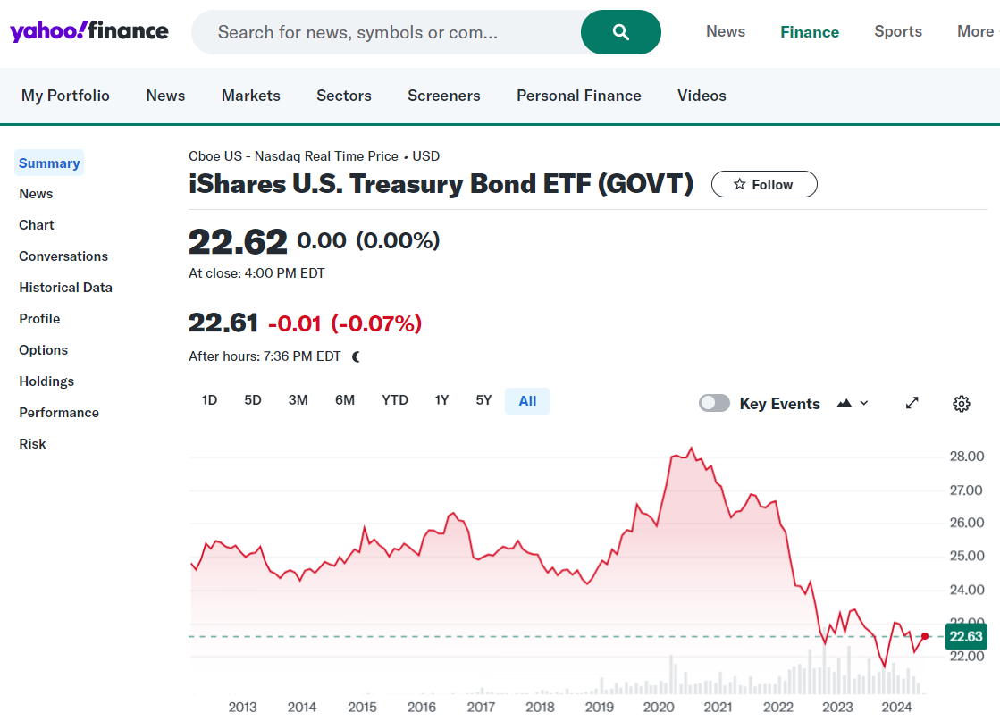 yahoo!finance
Search for news, symbols or com...
News Finance Sports More
My Portfolio News Markets Sectors Screeners Personal Finance Videos
Summary
News
Chart
Conversations
Historical Data
Profile
Options
Holdings
Performance
Risk
Cboe US - Nasdaq Real Time Price • USD
iShares U.S. Treasury Bond ETF (GOVT)
Follow
22.62 0.00 (0.00%)
At close: 4:00 PM EDT
22.61 -0.01 (-0.07%)
After hours: 7:36 PM EDT
1D 5D 3M 6M YTD 1Y 5Y All
Key Events
28.00
27.00
26.00
25.00
24.00
23.00
22.63
22.00
2013 2014 2015 2016 2017 2018 2019 2020 2021 2022 2023 2024